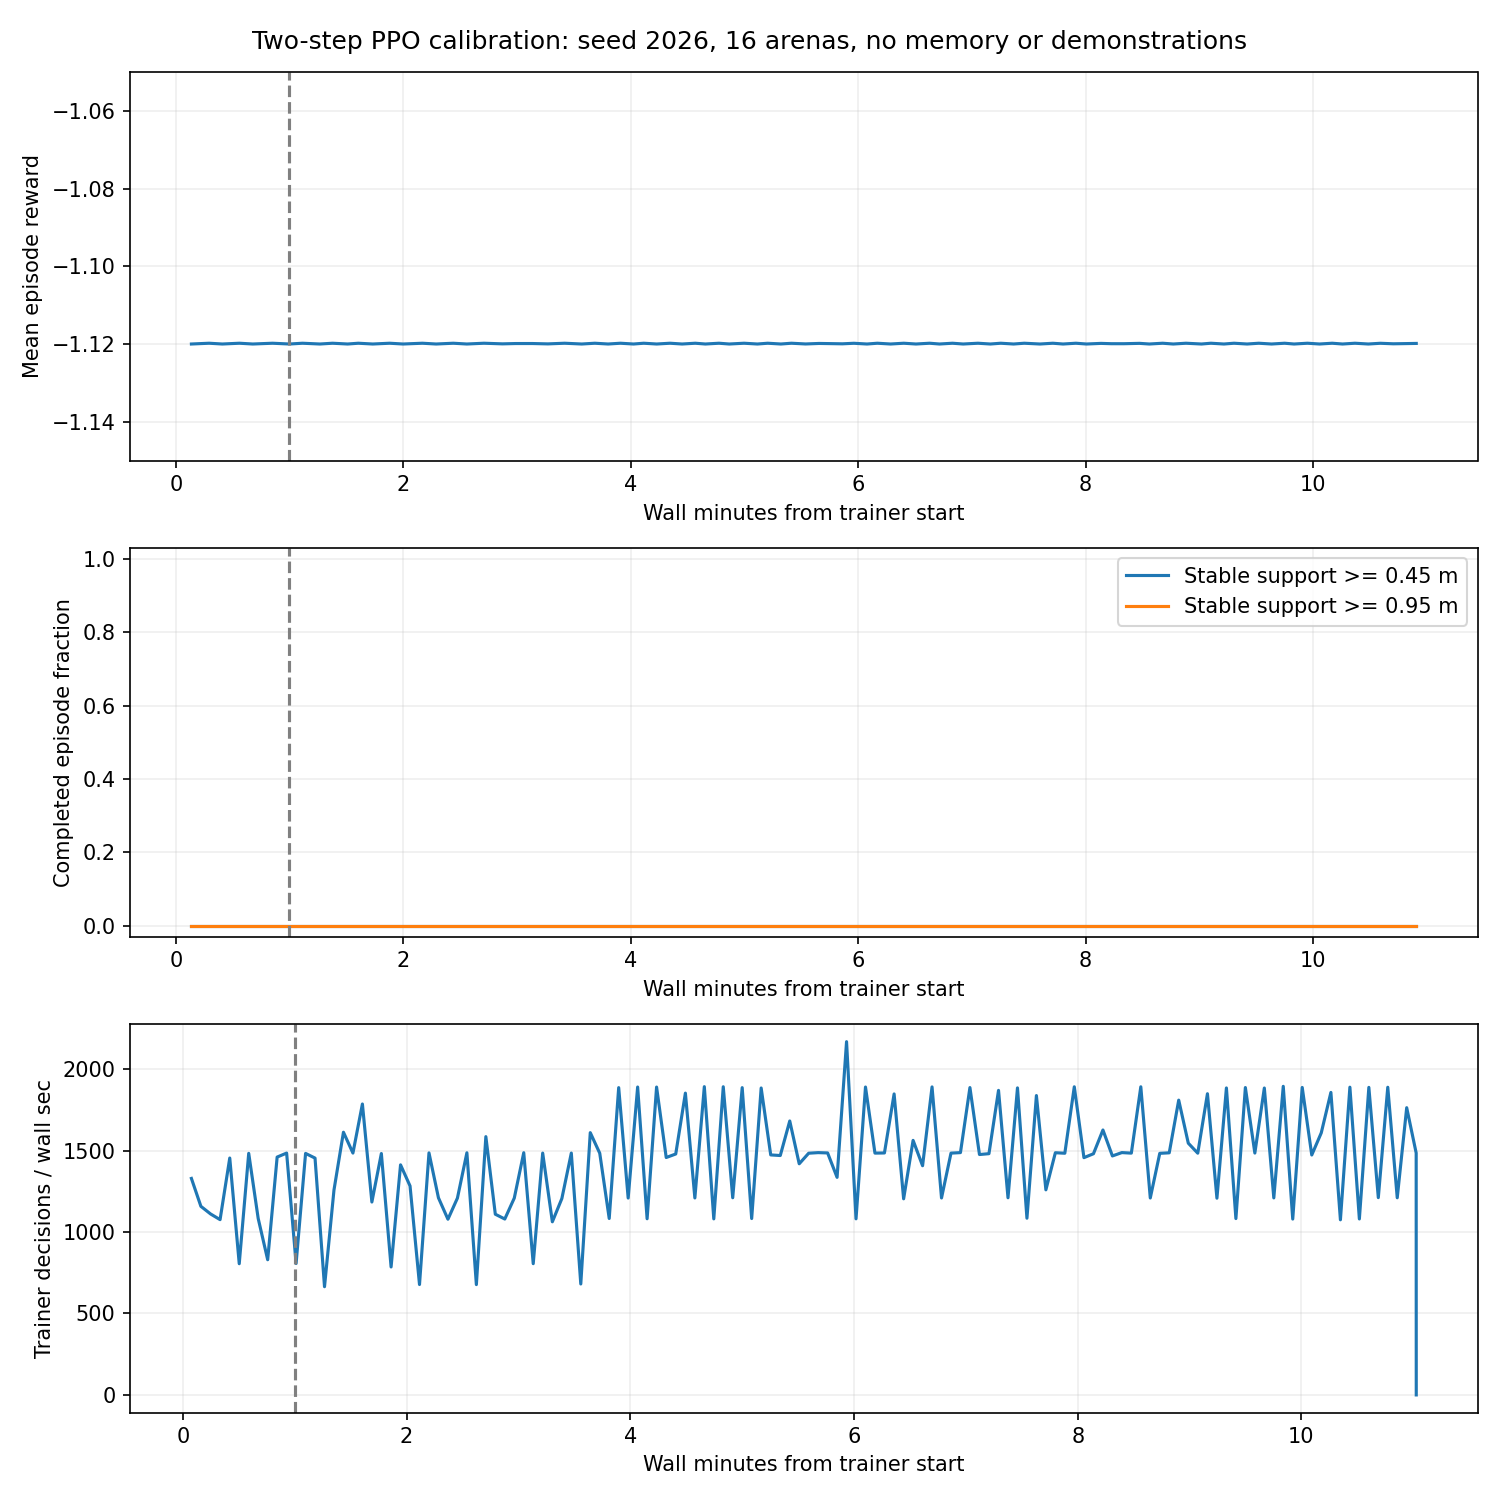 Two-step PPO calibration: seed 2026, 16 arenas, no memory or demonstrations
Mean episode reward
−1.06
−1.08
−1.10
−1.12
−1.14
0 2 4 6 8 10
Wall minutes from trainer start
Completed episode fraction
1.0
0.8
0.6
0.4
0.2
0.0
Stable support >= 0.45 m
Stable support >= 0.95 m
0 2 4 6 8 10
Wall minutes from trainer start
Trainer decisions / wall sec
2000
1500
1000
500
0
0 2 4 6 8 10
Wall minutes from trainer start